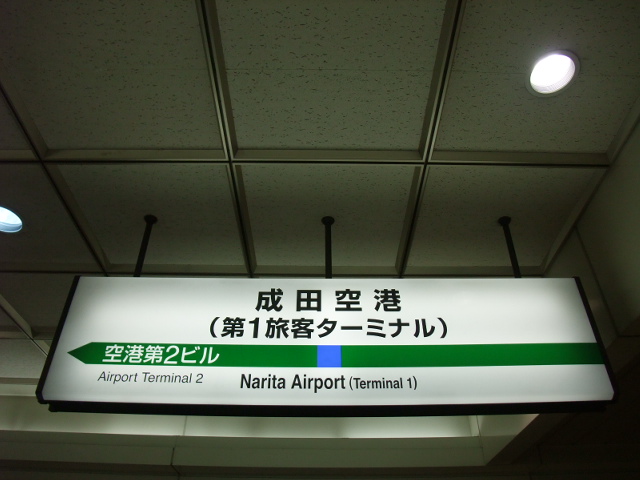 成田空港
(第1旅客ターミナル)
空港第2ビル
Airport Terminal 2
Narita Airport (Terminal 1)